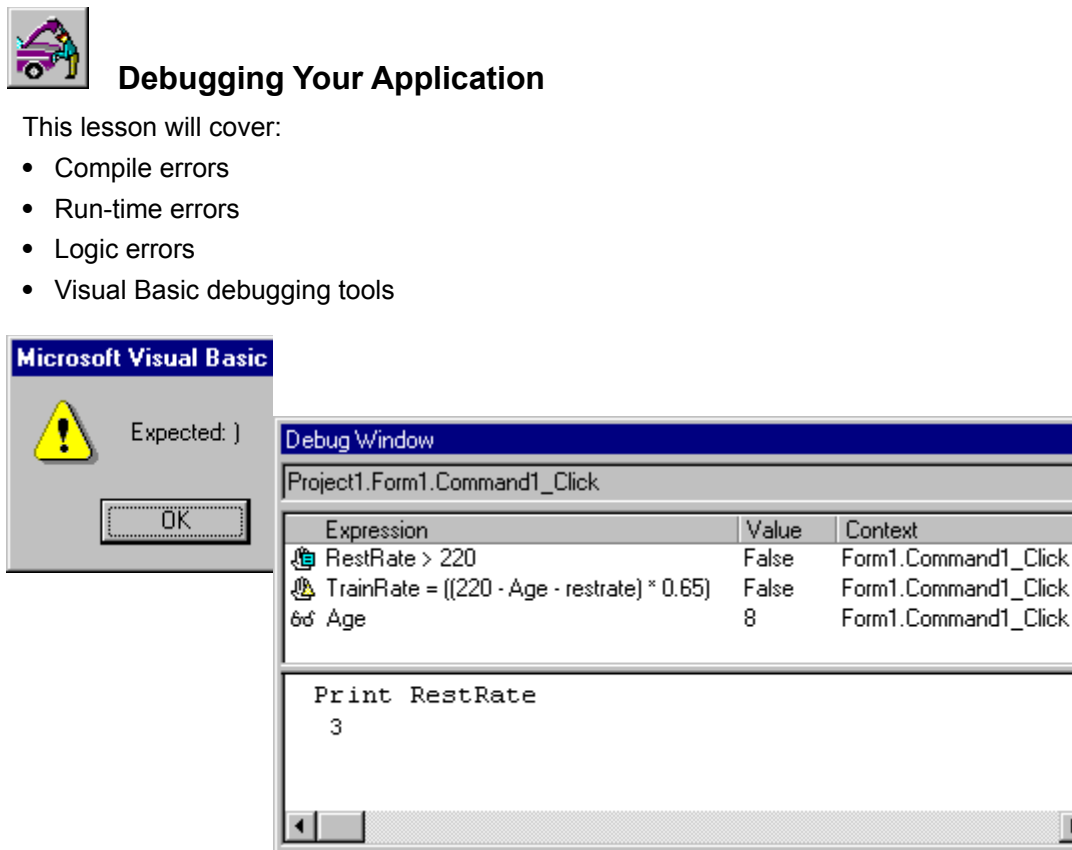 Debugging Your Application
This lesson will cover:
• Compile errors
• Run-time errors
• Logic errors
• Visual Basic debugging tools
Microsoft Visual Basic
Expected: )
OK
Debug Window
Project1.Form1.Command1_Click
Expression Value Context
RestRate > 220 False Form1.Command1_Click
TrainRate = ((220 - Age - restrate) * 0.65) False Form1.Command1_Click
Age 8 Form1.Command1_Click
Print RestRate
3